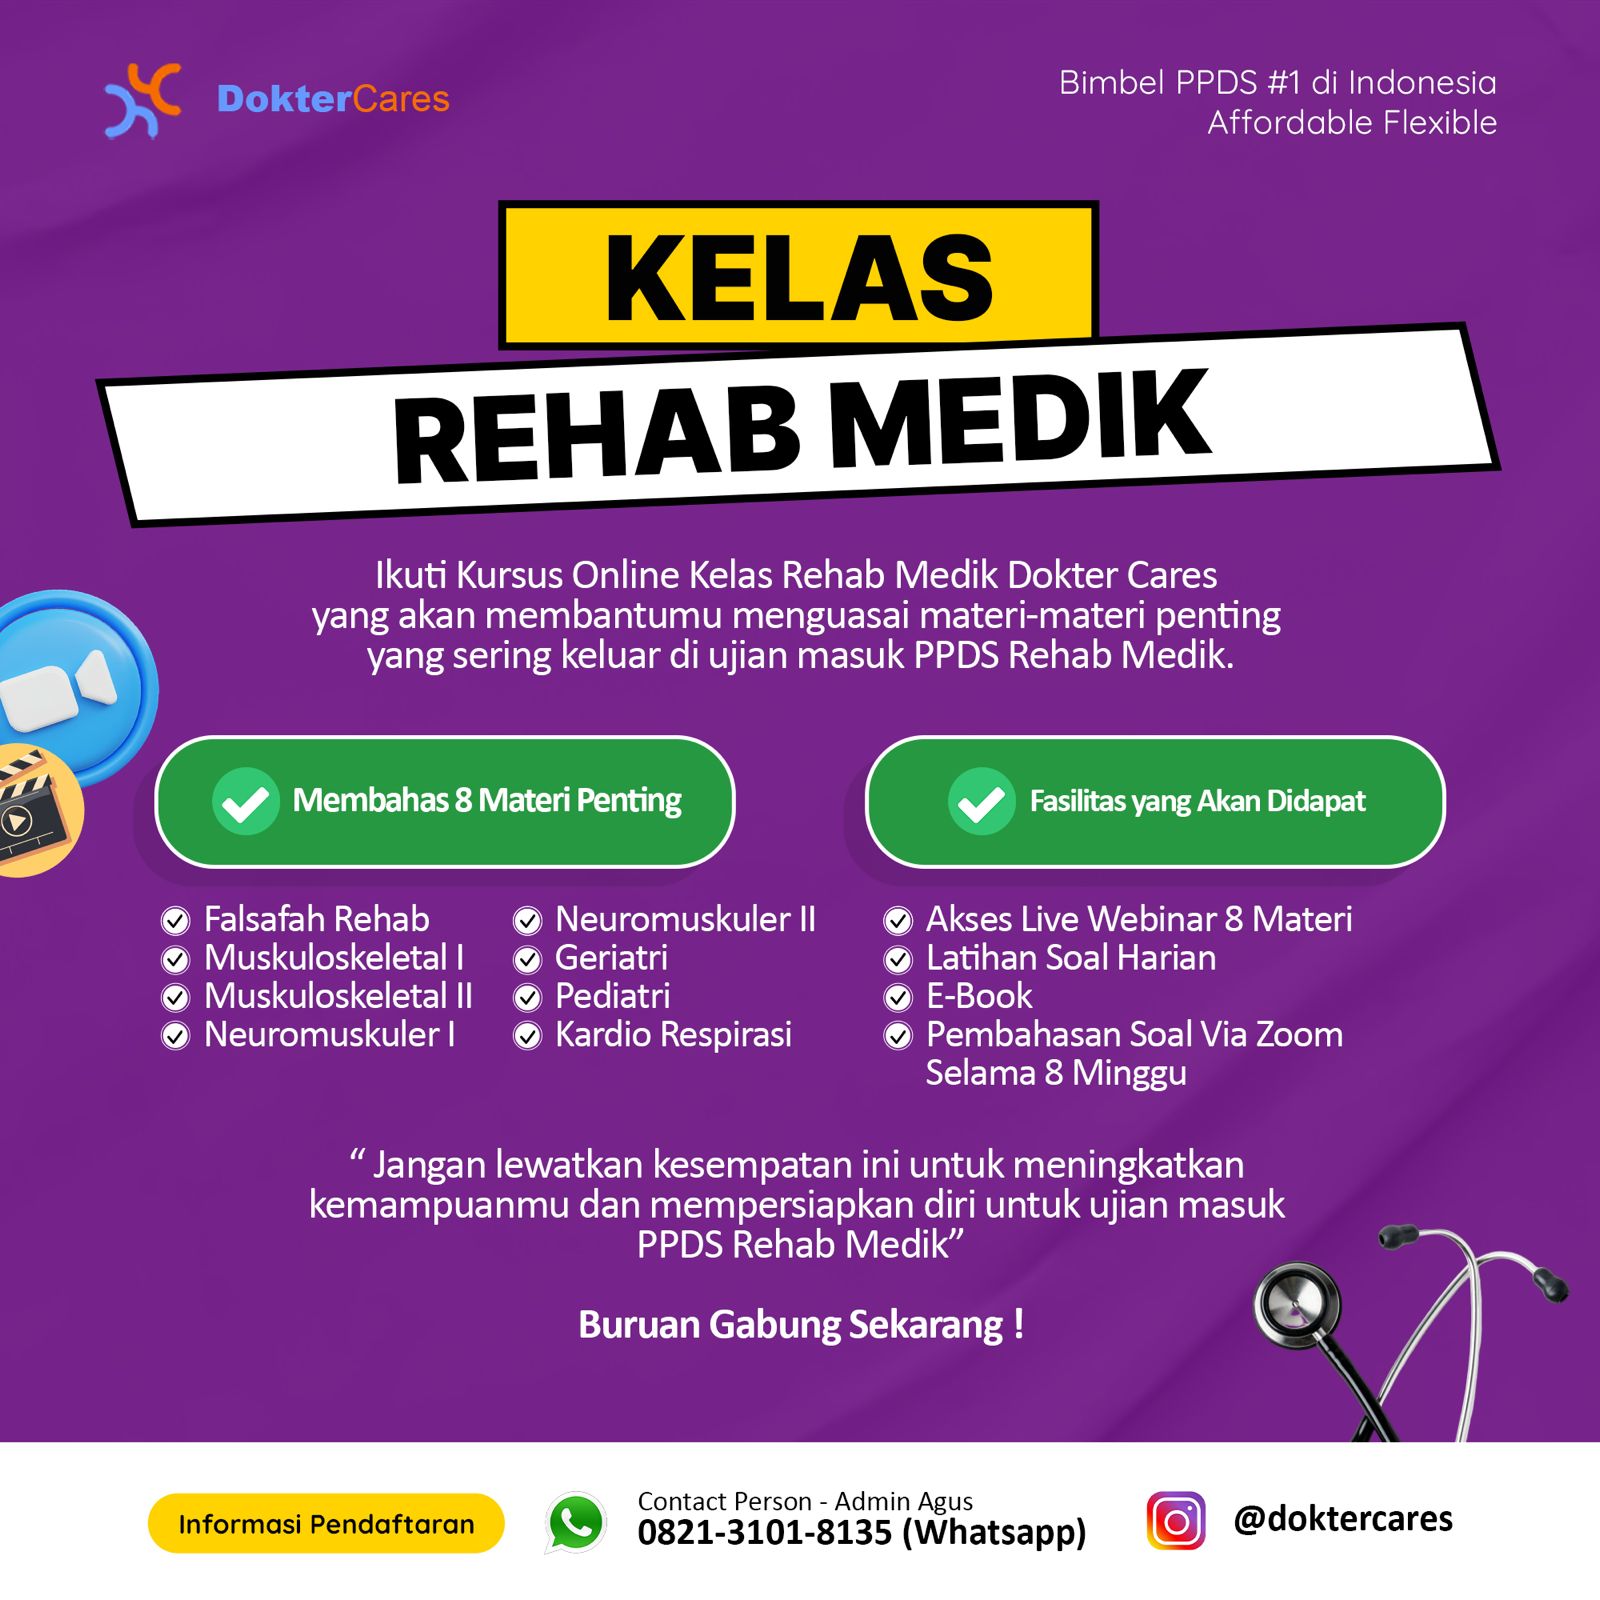 DokterCares
Bimbel PPDS #1 di Indonesia
Affordable Flexible
KELAS
REHAB MEDIK
Ikuti Kursus Online Kelas Rehab Medik Dokter Cares
yang akan membantumu menguasai materi-materi penting
yang sering keluar di ujian masuk PPDS Rehab Medik.
Membahas 8 Materi Penting
Falsafah Rehab
Muskuloskeletal I
Muskuloskeletal II
Neuromuskuler I
Neuromuskuler II
Geriatri
Pediatri
Kardio Respirasi
Fasilitas yang Akan Didapat
Akses Live Webinar 8 Materi
Latihan Soal Harian
E-Book
Pembahasan Soal Via Zoom
Selama 8 Minggu
“ Jangan lewatkan kesempatan ini untuk meningkatkan
kemampuanmu dan mempersiapkan diri untuk ujian masuk
PPDS Rehab Medik”
Buruan Gabung Sekarang !
Informasi Pendaftaran
Contact Person - Admin Agus
0821-3101-8135 (Whatsapp)
@doktercares